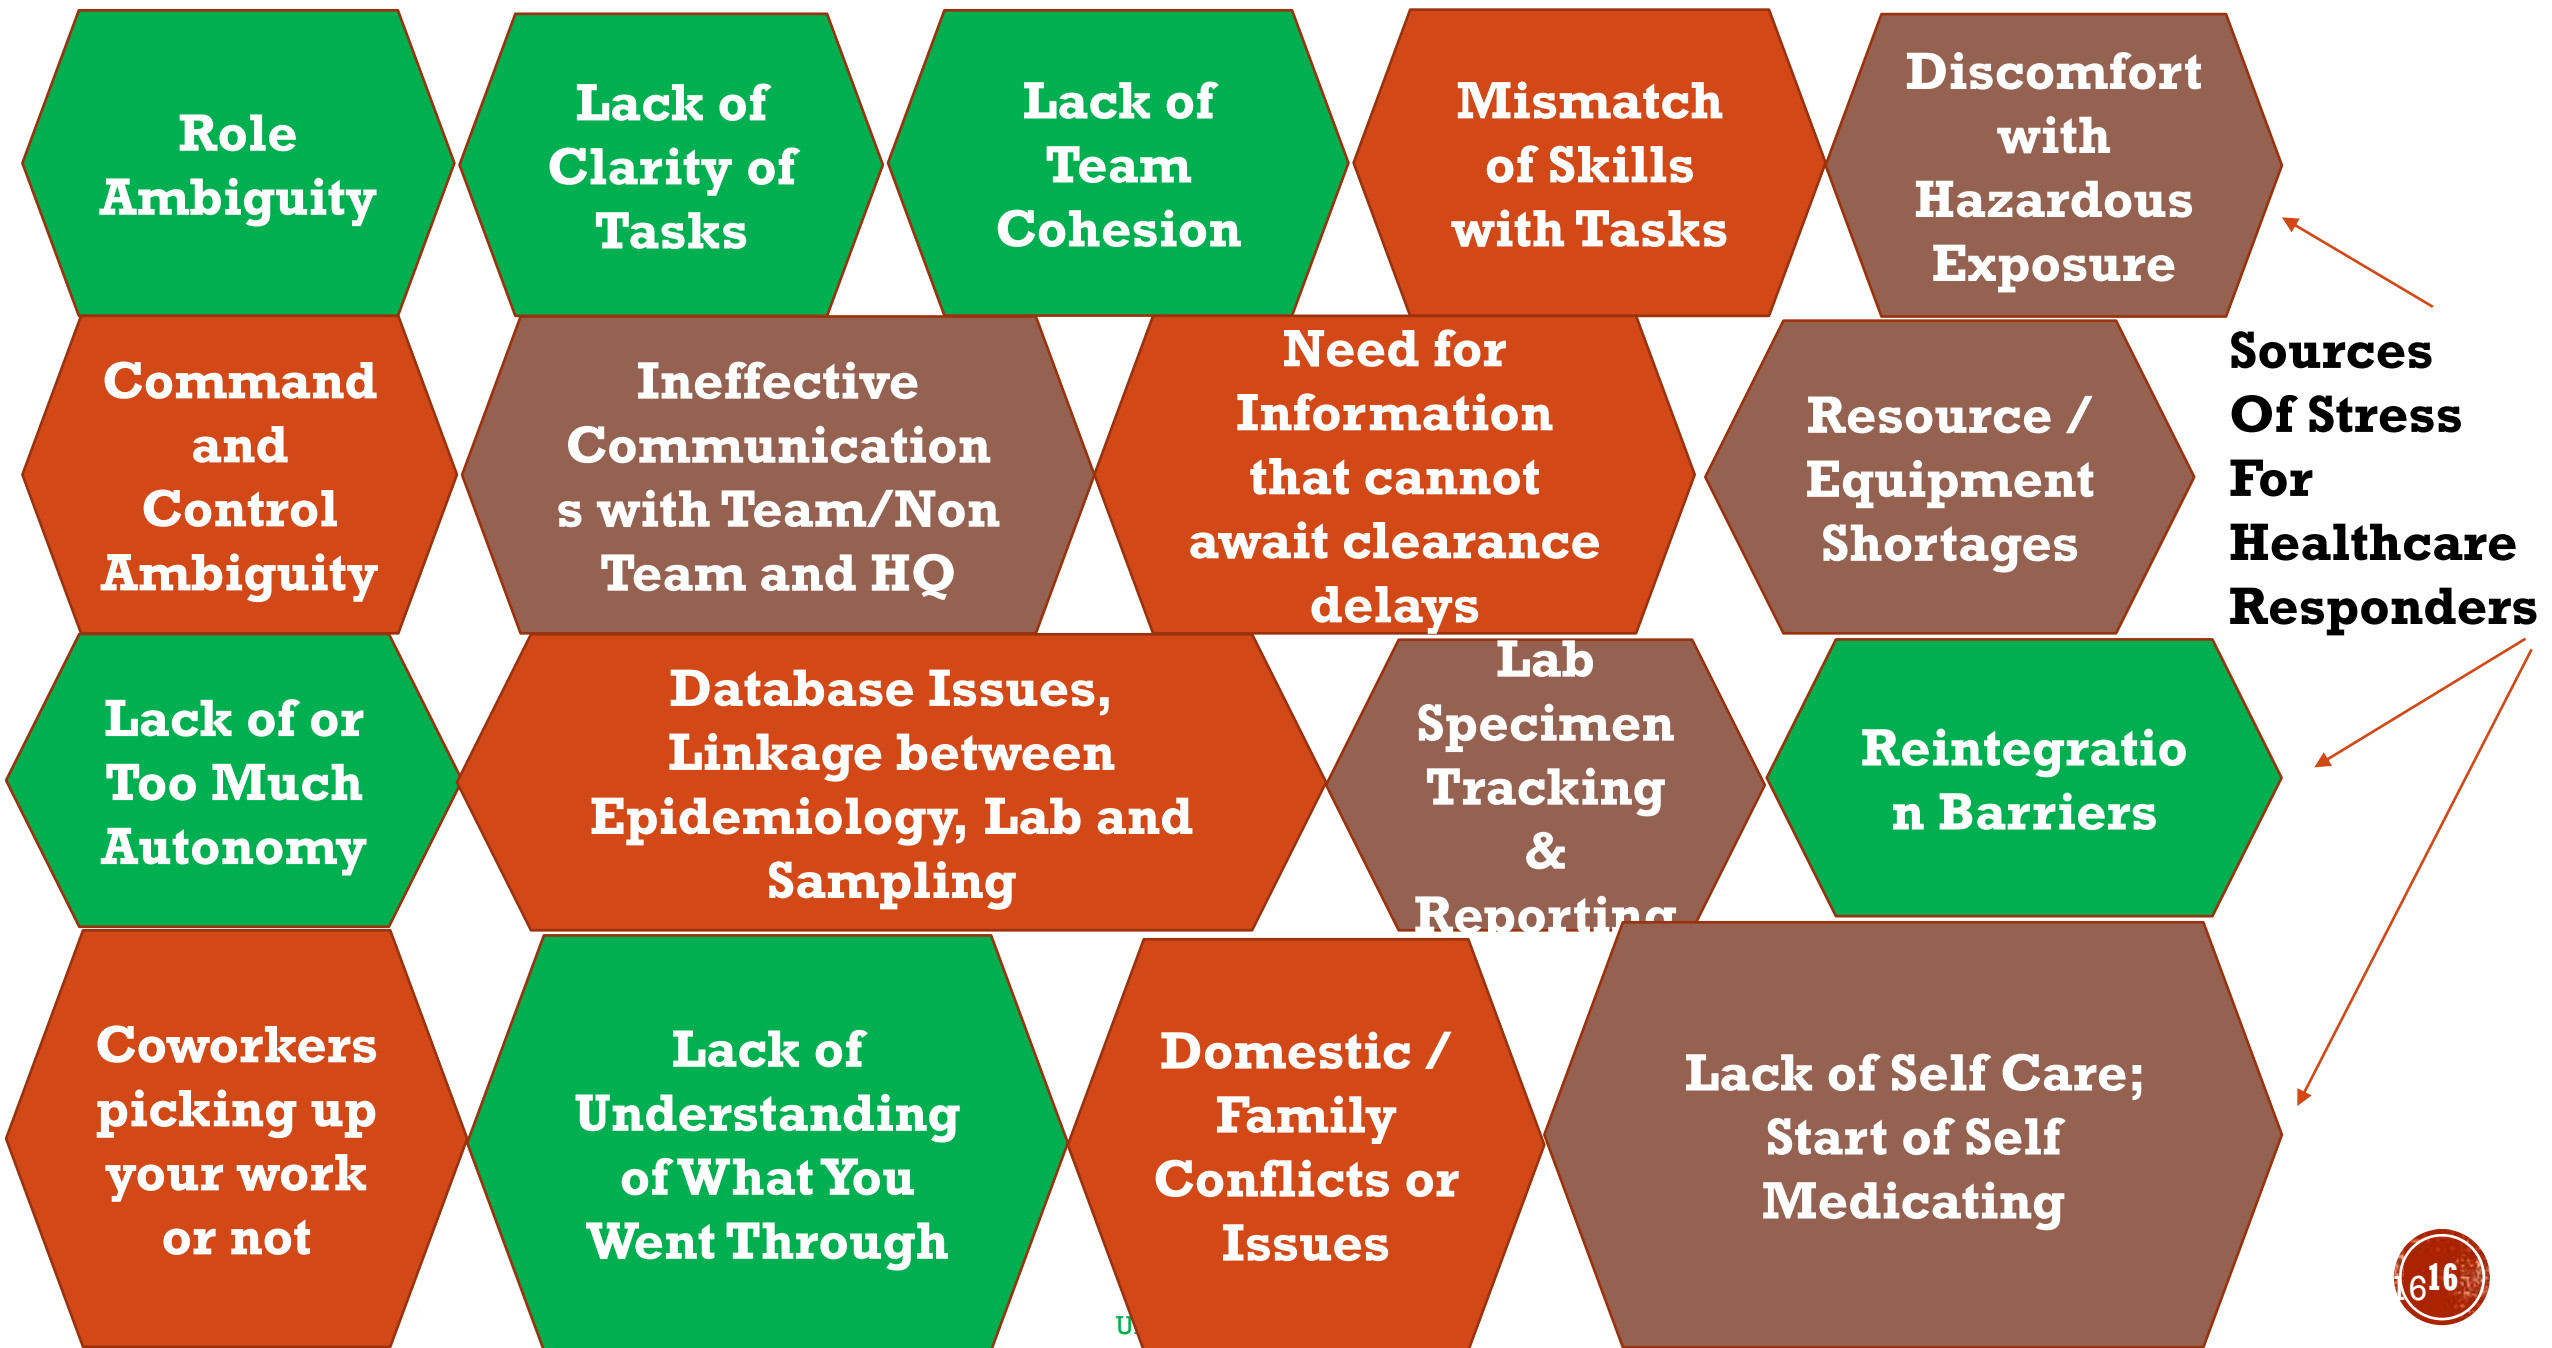 Role
Ambiguity
Lack of
Clarity of
Tasks
Lack of
Team
Cohesion
Mismatch
of Skills
with Tasks
Discomfort
with
Hazardous
Exposure
Command
and
Control
Ambiguity
Ineffective
Communication
s with Team/Non
Team and HQ
Need for
Information
that cannot
await clearance
delays
Resource /
Equipment
Shortages
Sources
Of Stress
For
Healthcare
Responders
Lack of or
Too Much
Autonomy
Database Issues,
Linkage between
Epidemiology, Lab and
Sampling
Lab
Specimen
Tracking
&
Reporting
Reintegratio
n Barriers
Coworkers
picking up
your work
or not
Lack of
Understanding
of What You
Went Through
Domestic /
Family
Conflicts or
Issues
Lack of Self Care;
Start of Self
Medicating
16